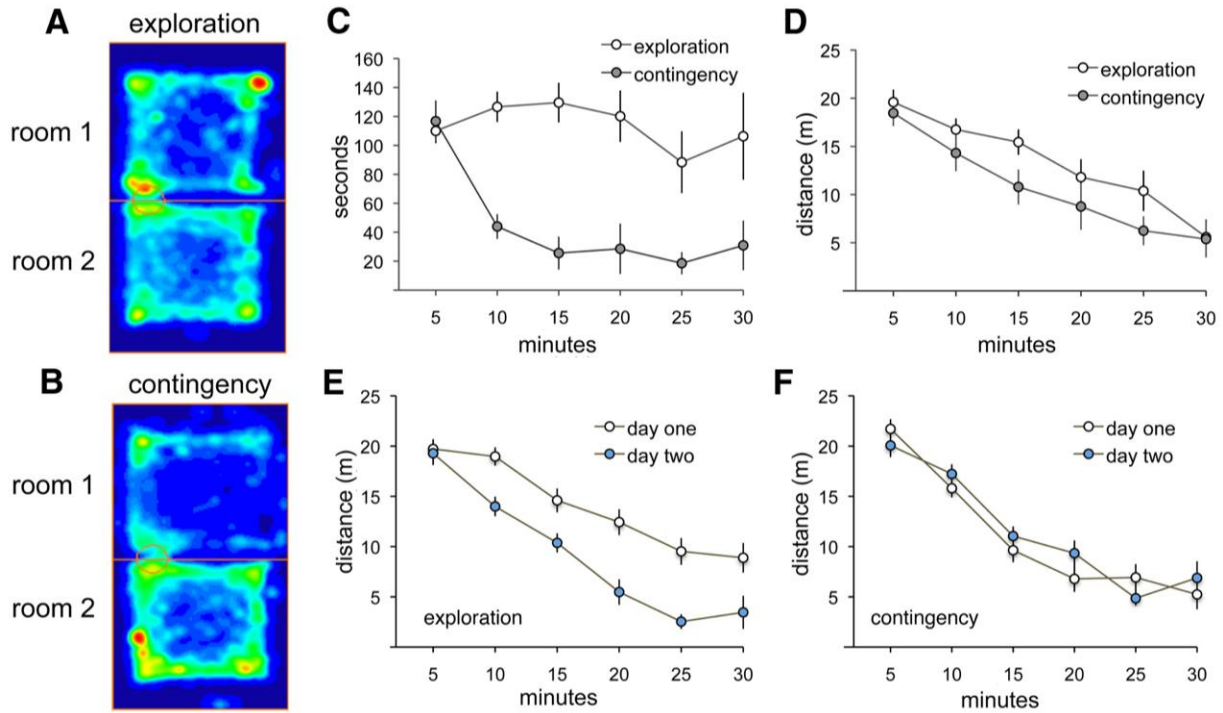 A
exploration
room 1
room 2
B
contingency
room 1
room 2
C
exploration
contingency
160
140
120
100
80
60
40
20
seconds
5 10 15 20 25 30
minutes
D
exploration
contingency
25
20
15
10
5
distance (m)
5 10 15 20 25 30
minutes
E
day one
day two
25
20
15
10
5
distance (m)
exploration
5 10 15 20 25 30
minutes
F
day one
day two
25
20
15
10
5
distance (m)
contingency
5 10 15 20 25 30
minutes